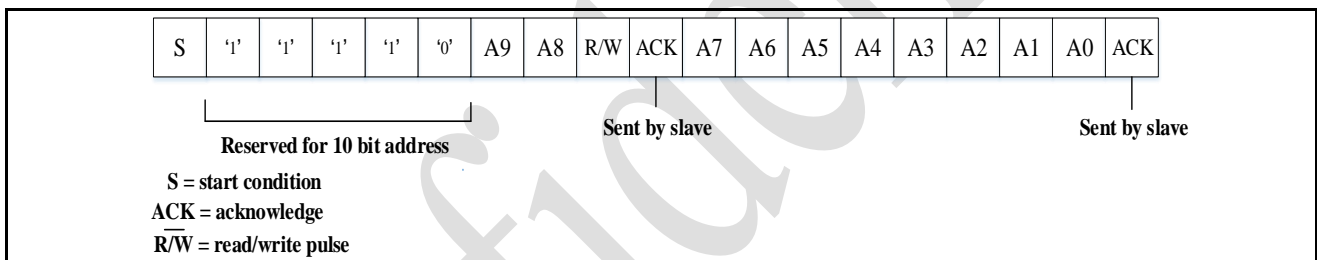 S '1' '1' '1' '1' '0' A9 A8 R/W ACK A7 A6 A5 A4 A3 A2 A1 A0 ACK
Sent by slave Sent by slave
Reserved for 10 bit address
S = start condition
ACK = acknowledge
R/W̅ = read/write pulse